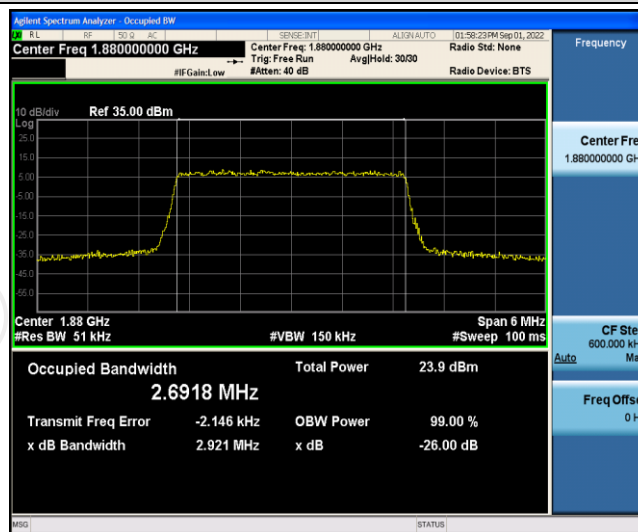 Agilent Spectrum Analyzer - Occupied BW
RL RF 50 Ω AC SENSE:INT ALIGN AUTO 01:58:23 PM Sep 01, 2022
Center Freq 1.880000000 GHz
Center Freq: 1.880000000 GHz
Radio Std: None
Trig: Free Run Avg|Hold: 30/30
#IFGain:Low #Atten: 40 dB Radio Device: BTS
Frequency
10 dB/div Ref 35.00 dBm
Log
25.0
15.0
5.00
-5.00
-15.0
-25.0
-35.0
-45.0
-55.0
Center Fre
1.880000000 GH
Center 1.88 GHz Span 6 MHz
#Res BW 51 kHz #VBW 150 kHz #Sweep 100 ms
CF Ste
600.000 kH
Auto Ma
Occupied Bandwidth Total Power 23.9 dBm
2.6918 MHz
Transmit Freq Error -2.146 kHz OBW Power 99.00 %
x dB Bandwidth 2.921 MHz x dB -26.00 dB
Freq Offse
0 H
MSG STATUS